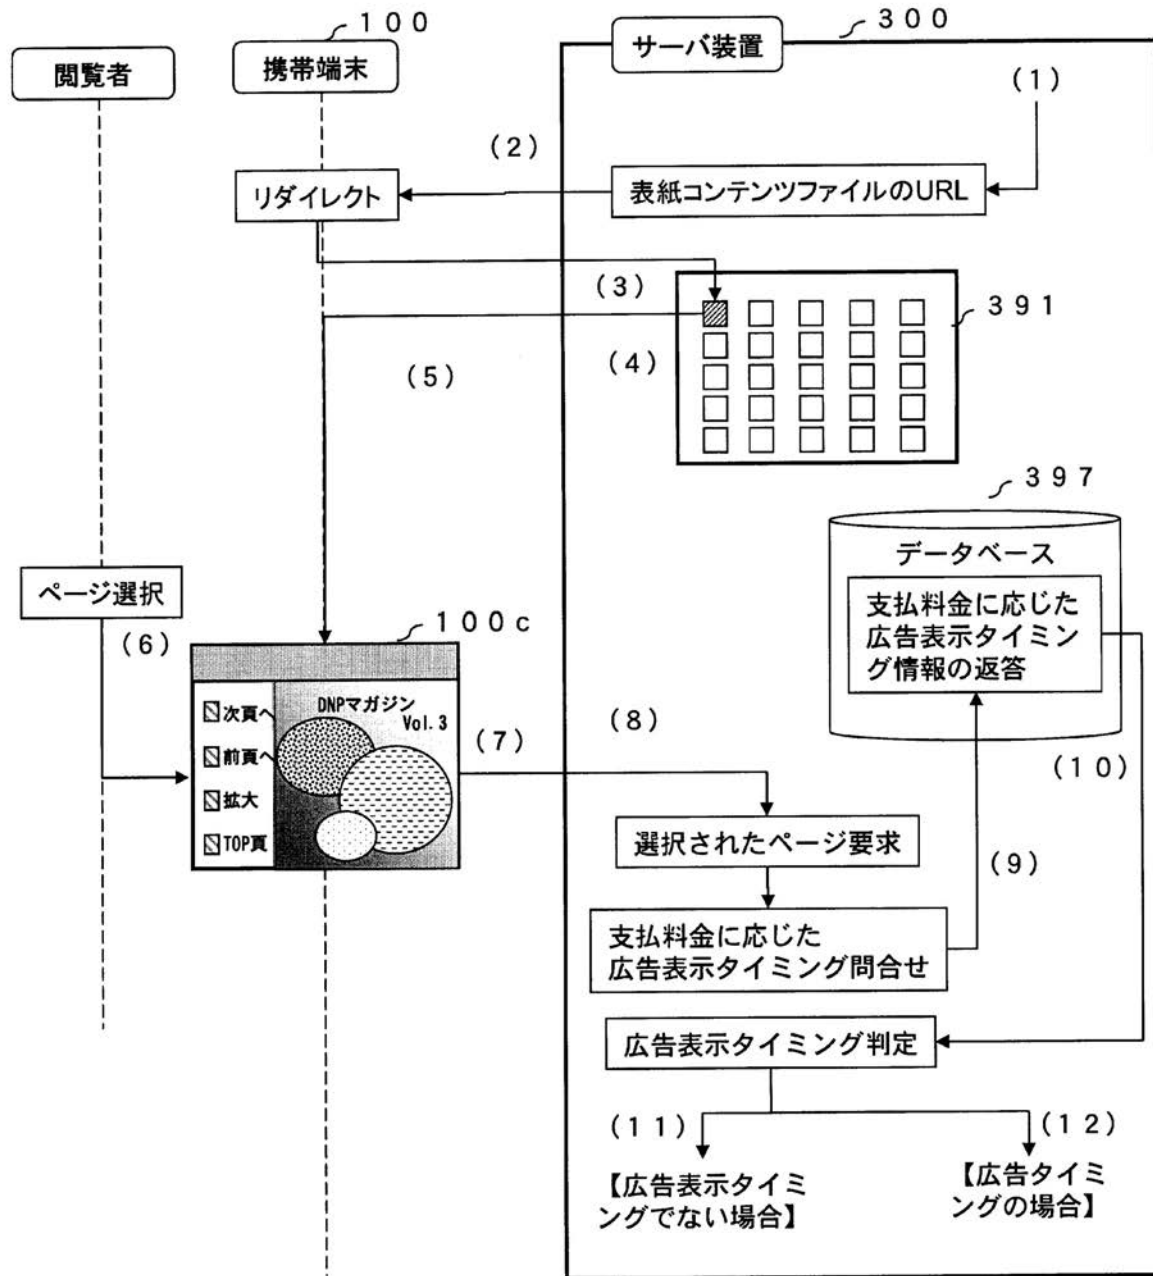 100
300
閲覧者
携帯端末
サーバ装置
(1)
(2)
リダイレクト
表紙コンテンツファイルのURL
(3)
391
(4)
(5)
397
データベース
支払料金に応じた
広告表示タイミン
グ情報の返答
ページ選択
(6)
100c
DNPマガジン
Vol.3
次頁へ
前頁へ
拡大
TOP頁
(7)
(8)
(10)
選択されたページ要求
(9)
支払料金に応じた
広告表示タイミング問合せ
広告表示タイミング判定
(11)
(12)
【広告表示タイミ
ングでない場合】
【広告タイミ
ングの場合】